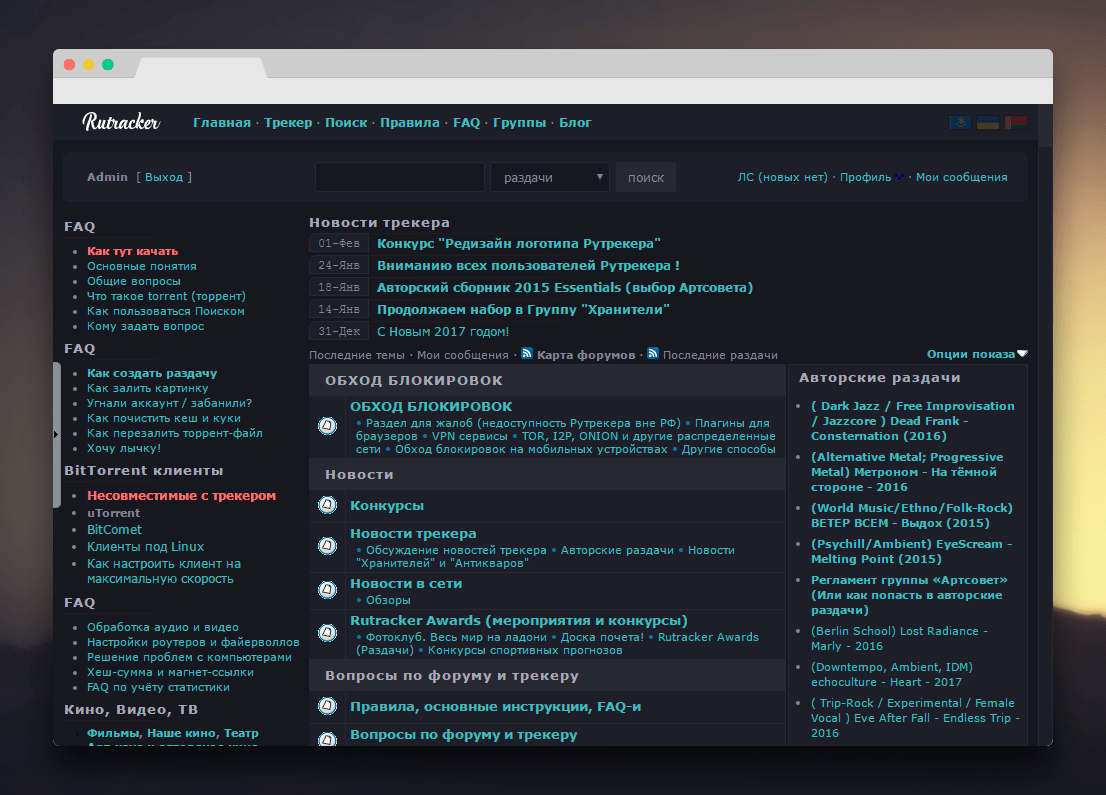 Rutracker
Главная · Трекер · Поиск · Правила · FAQ · Группы · Блог
Admin [ Выход ]
раздачи
поиск
ЛС (новых нет) · Профиль · Мои сообщения
FAQ
Как тут качать
Основные понятия
Общие вопросы
Что такое torrent (торрент)
Как пользоваться Поиском
Кому задать вопрос
FAQ
Как создать раздачу
Как залить картинку
Угнали аккаунт / забанили?
Как почистить кеш и куки
Как перезалить торрент-файл
Хочу лычку!
BitTorrent клиенты
Несовместимые с трекером
uTorrent
BitComet
Клиенты под Linux
Как настроить клиент на
максимальную скорость
FAQ
Обработка аудио и видео
Настройки роутеров и файерволлов
Решение проблем с компьютерами
Хеш-сумма и магнет-ссылки
FAQ по учёту статистики
Кино, Видео, ТВ
Фильмы, Наше кино, Театр
Новости трекера
01-Фев Конкурс "Редизайн логотипа Рутрекера"
24-Янв Вниманию всех пользователей Рутрекера !
18-Янв Авторский сборник 2015 Essentials (выбор Артсовета)
14-Янв Продолжаем набор в Группу "Хранители"
31-Дек С Новым 2017 годом!
Последние темы · Мои сообщения · Карта форумов · Последние раздачи
Опции показа
ОБХОД БЛОКИРОВОК
ОБХОД БЛОКИРОВОК
• Раздел для жалоб (недоступность Рутрекера вне РФ) • Плагины для
браузеров • VPN сервисы • TOR, I2P, ONION и другие распределенные
сети • Обход блокировок на мобильных устройствах • Другие способы
Новости
Конкурсы
Новости трекера
• Обсуждение новостей трекера • Авторские раздачи • Новости
"Хранителей" и "Антикваров"
Новости в сети
• Обзоры
Rutracker Awards (мероприятия и конкурсы)
• Фотоклуб. Весь мир на ладони • Доска почета! • Rutracker Awards
(Раздачи) • Конкурсы спортивных прогнозов
Вопросы по форуму и трекеру
Правила, основные инструкции, FAQ-и
Вопросы по форуму и трекеру
Авторские раздачи
( Dark Jazz / Free Improvisation
/ Jazzcore ) Dead Frank -
Consternation (2016)
(Alternative Metal; Progressive
Metal) Метроном - На тёмной
стороне - 2016
(World Music/Ethno/Folk-Rock)
ВЕТЕР ВСЕМ - Выдох (2015)
(Psychill/Ambient) EyeScream -
Melting Point (2015)
Регламент группы «Артсовет»
(Или как попасть в авторские
раздачи)
(Berlin School) Lost Radiance -
Marly - 2016
(Downtempo, Ambient, IDM)
echoculture - Heart - 2017
( Trip-Rock / Experimental / Female
Vocal ) Eve After Fall - Endless Trip -
2016